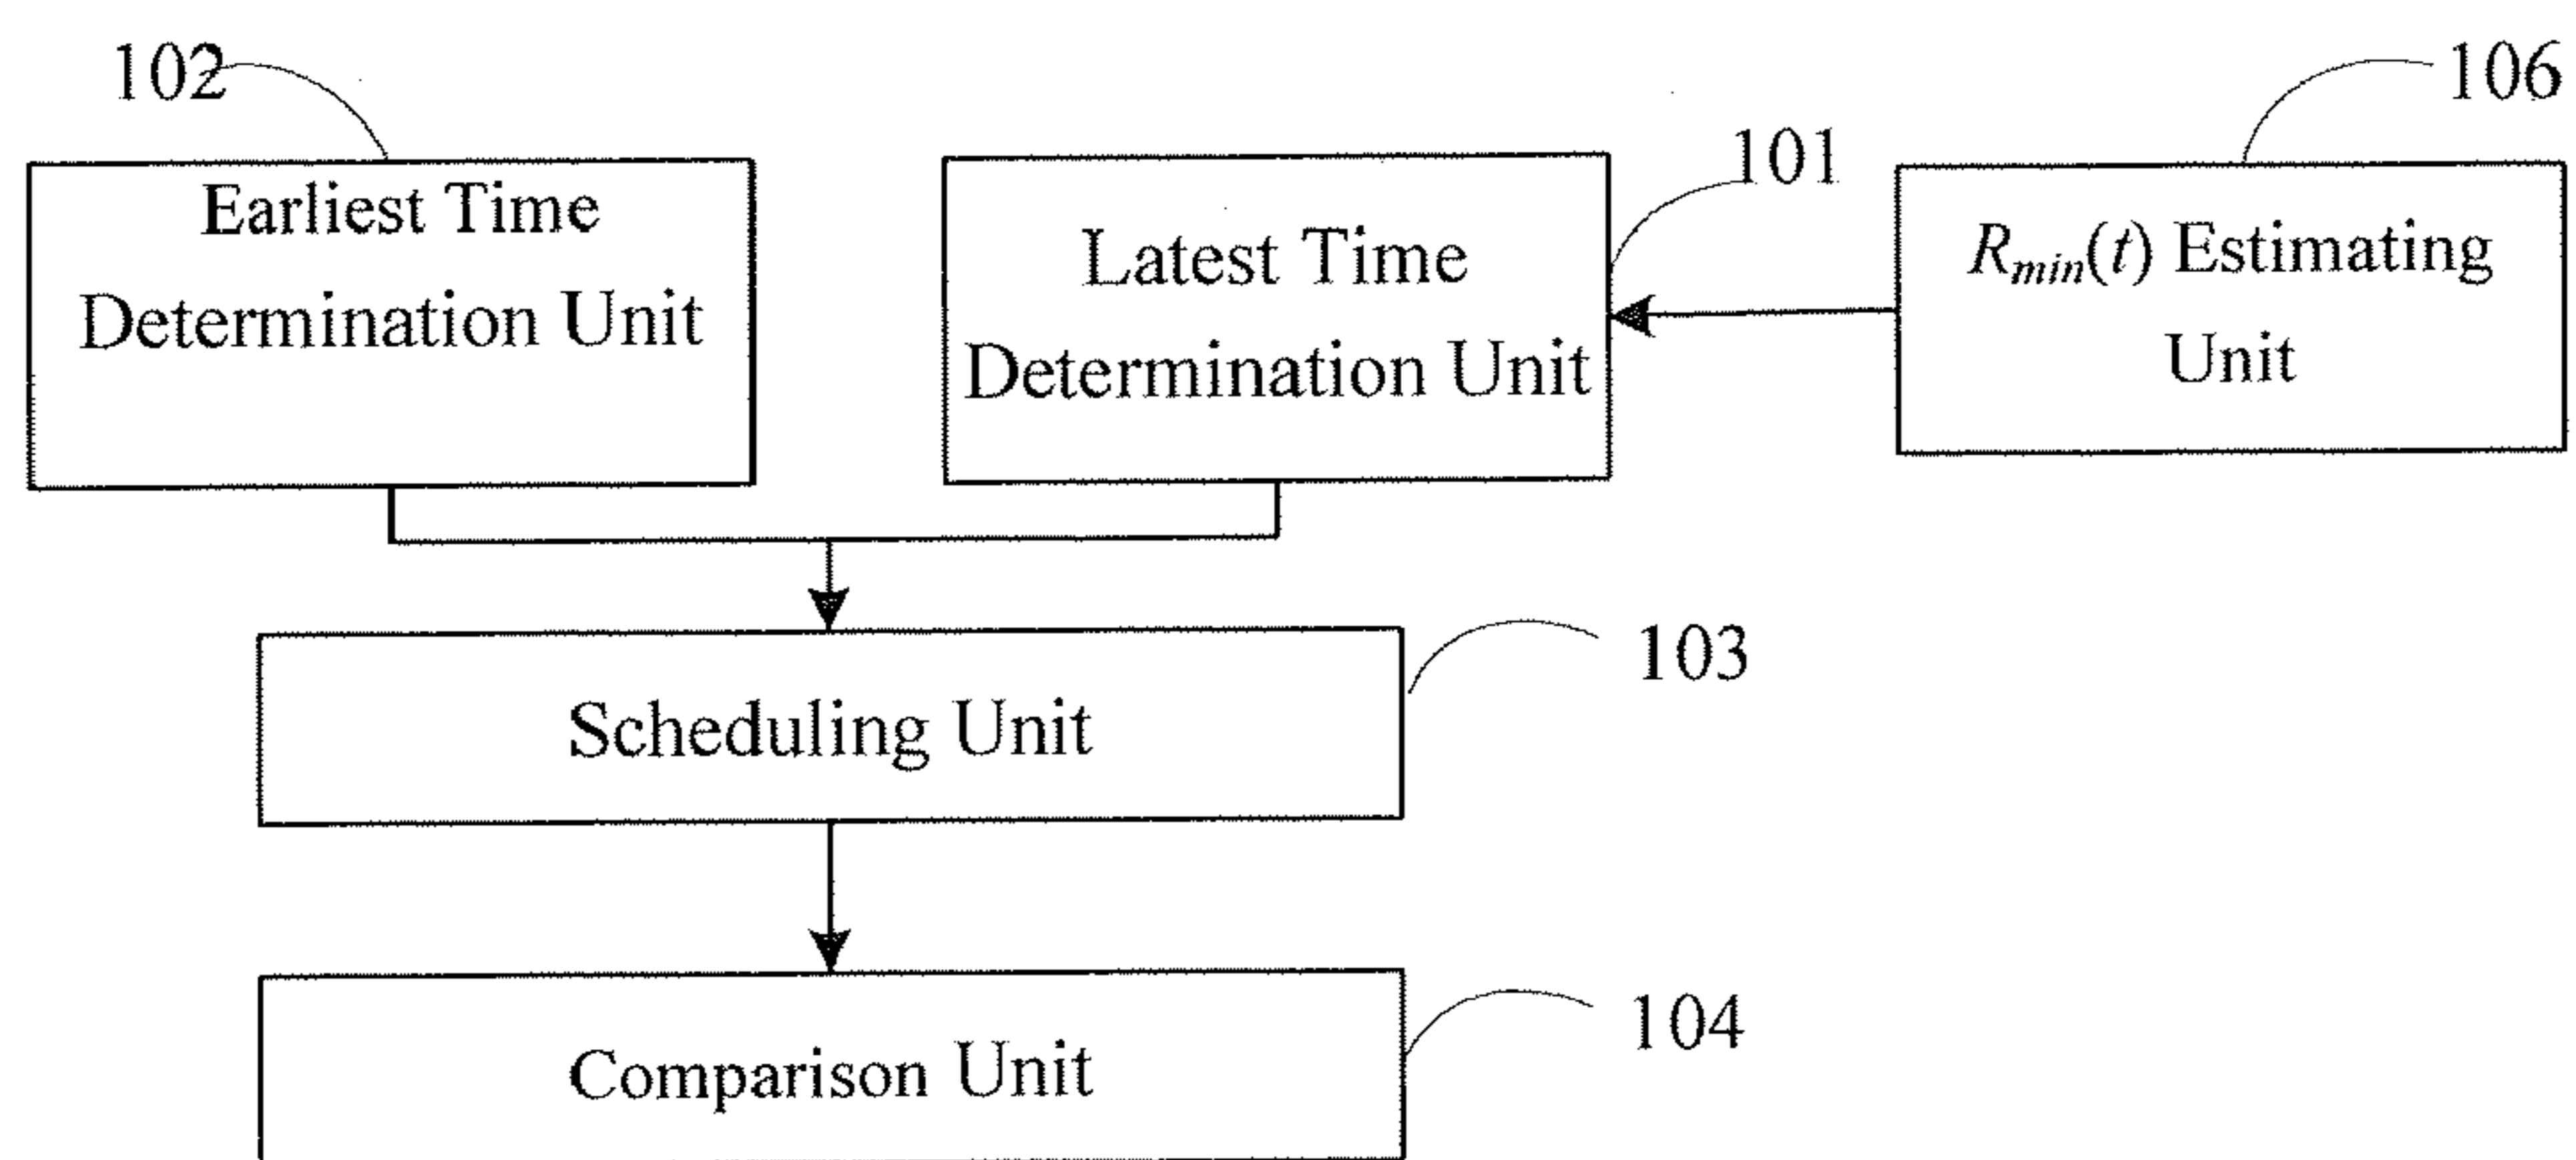 102
106
101
Earliest Time
Determination Unit
Latest Time
Determination Unit
R_min(t) Estimating
Unit
103
Scheduling Unit
104
Comparison Unit